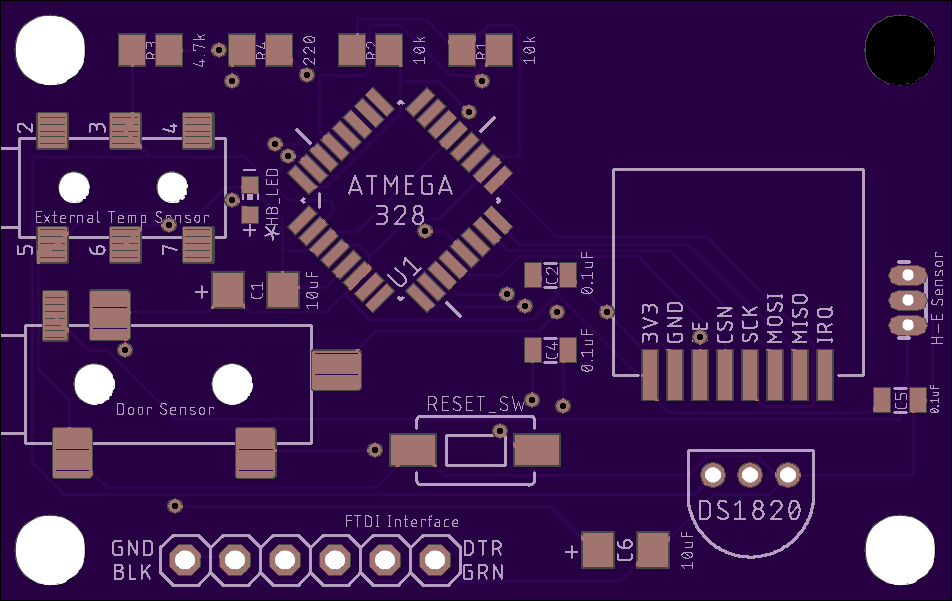 R3 4.7k R4 220 R2 10k R1 10k
2 3 4
External Temp Sensor
5 6 7
HB_LED
+
ATMEGA
328
U1
+ C1 10uF
C2 0.1uF
C4 0.1uF
3V3 GND CE CSN SCK MOSI MISO IRQ
H-E Sensor
C5 0.1uF
Door Sensor
RESET_SW
DS1820
FTDI Interface
GND DTR
BLK GRN
+ C6 10uF